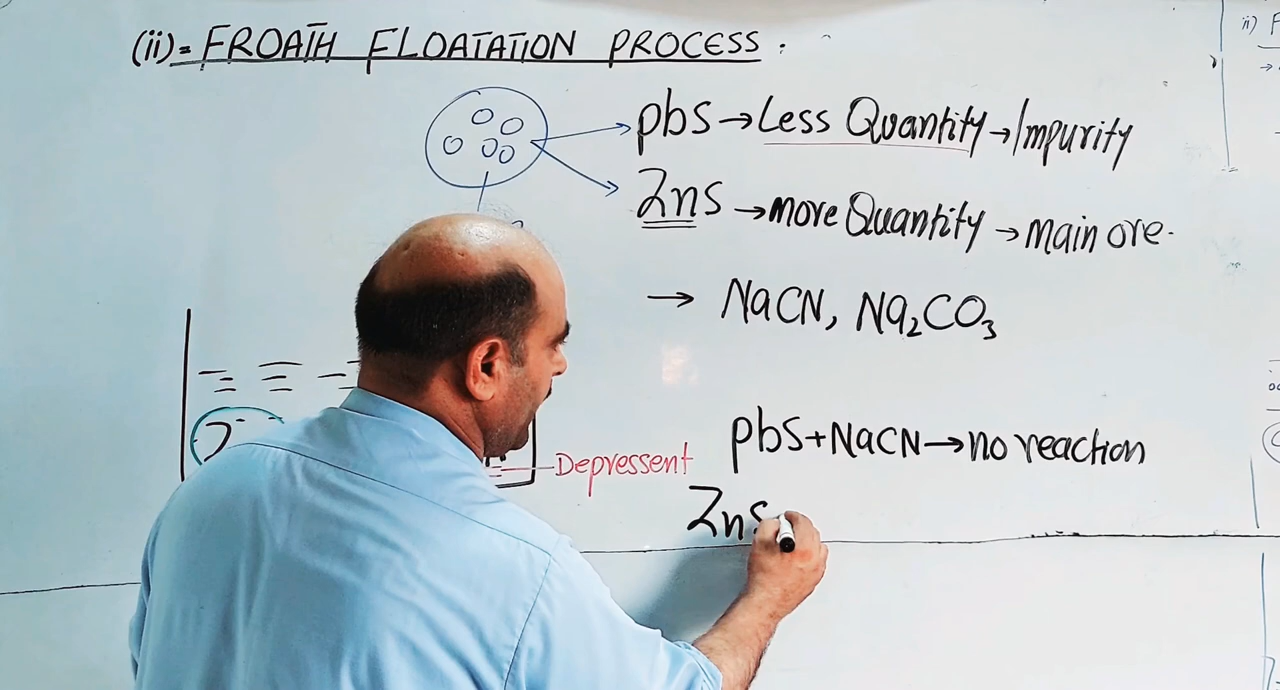 (ii)= FROATH FLOATATION PROCESS.
pbS → Less Quantity → Impurity
ZnS → more Quantity → main ore.
→ NaCN, Na₂CO₃
pbS + NaCN → no reaction
Depressent
ZnS
ii) F